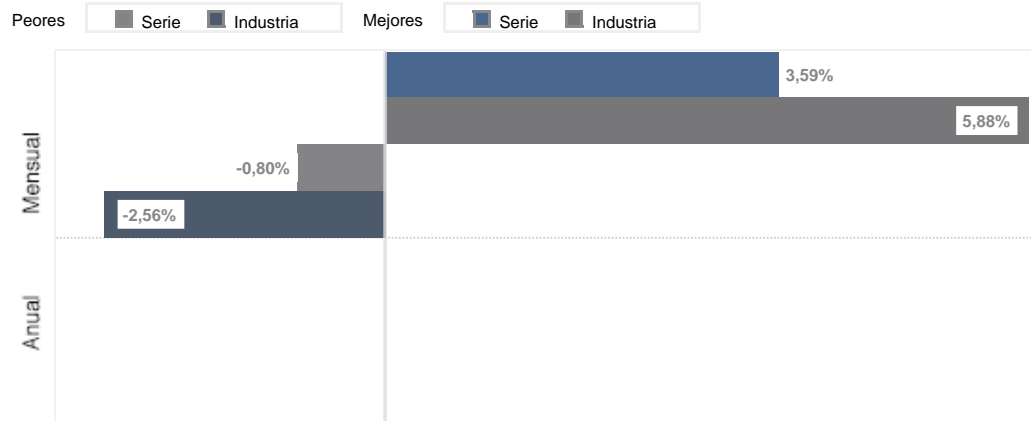 Peores Serie Industria Mejores Serie Industria
3,59%
5,88%
Mensual
-0,80%
-2,56%
Anual